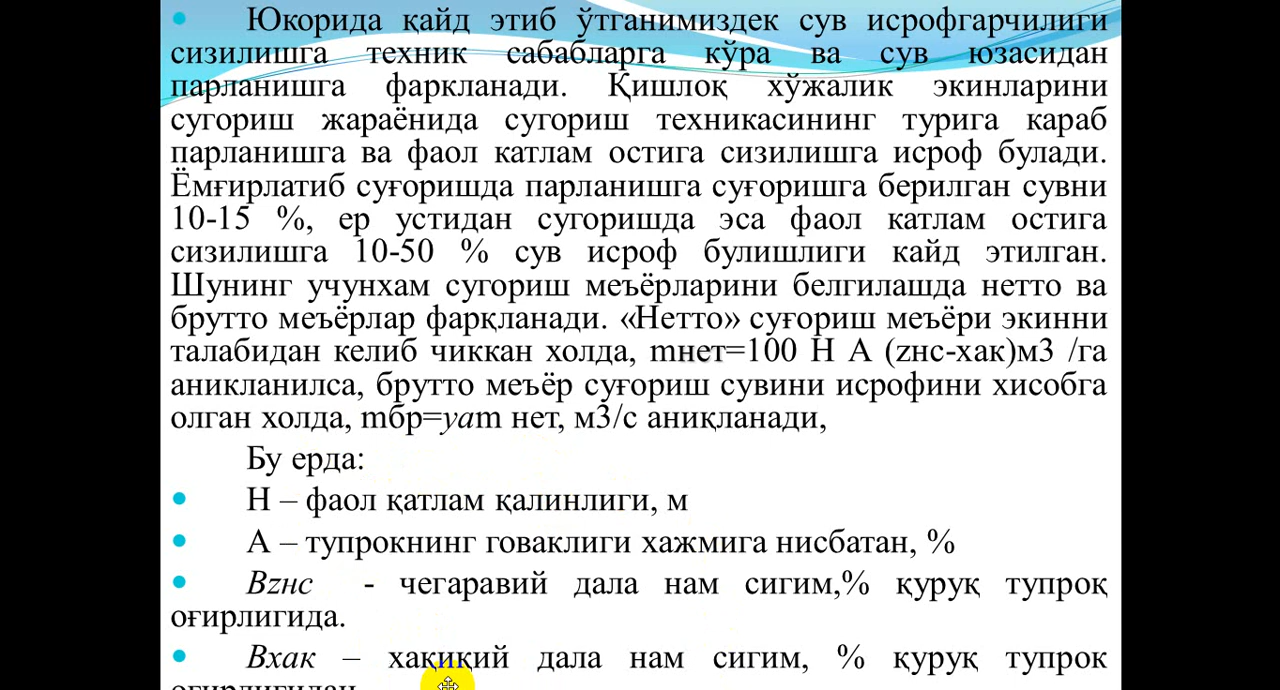 Юкорида қайд этиб ўтганимиздек сув исрофгарчилиги
сизилишга техник сабабларга кўра ва сув юзасидан
парланишга фаркланади. Қишлоқ хўжалик экинларини
сугориш жараёнида сугориш техникасининг турига караб
парланишга ва фаол катлам остига сизилишга исроф булади.
Ёмғирлатиб суғоришда парланишга суғоришга берилган сувни
10-15 %, ер устидан сугоришда эса фаол катлам остига
сизилишга 10-50 % сув исроф булишлиги кайд этилган.
Шунинг учунхам сугориш меъёрларини белгилашда нетто ва
брутто меъёрлар фарқланади. «Нетто» суғориш меъёри экинни
талабидан келиб чиккан холда, mнет=100 Н А (zнс-хак)м3 /га
аникланилса, брутто меъёр суғориш сувини исрофини хисобга
олган холда, mбр=yam нет, м3/с аниқланади,
Бу ерда:
Н – фаол қатлам қалинлиги, м
А – тупрокнинг говаклиги хажмига нисбатан, %
Bzнс - чегаравий дала нам сигим,% қуруқ тупроқ
оғирлигида.
Bхак – хақиқий дала нам сигим, % қуруқ тупрок